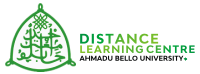 DISTANCE
LEARNING CENTRE
AHMADU BELLO UNIVERSITY